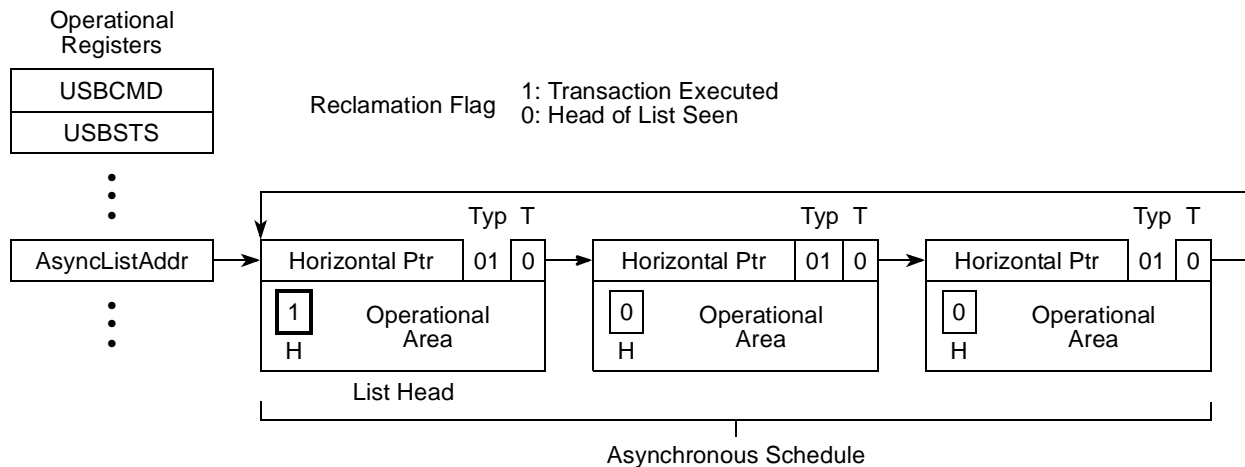 Operational
Registers
USBCMD
USBSTS
Reclamation Flag
1: Transaction Executed
0: Head of List Seen
Typ T
Typ T
Typ T
AsyncListAddr
Horizontal Ptr 01 0
Horizontal Ptr 01 0
Horizontal Ptr 01 0
1
Operational
Area
H
0
Operational
Area
H
0
Operational
Area
H
List Head
Asynchronous Schedule